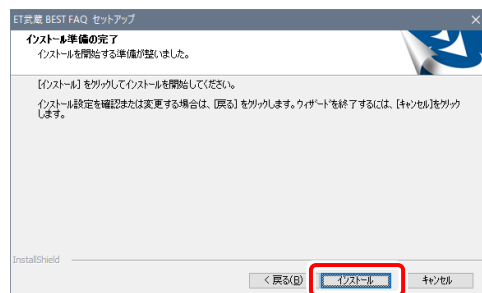 ET武蔵 BEST FAQ セットアップ
インストール準備の完了
インストールを開始する準備が整いました。
[インストール] をクリックしてインストールを開始してください。
インストール設定を確認または変更する場合は、[戻る] をクリックします。ウィザードを終了するには、[キャンセル]をクリック
します。
InstallShield
< 戻る(B)
インストール
キャンセル